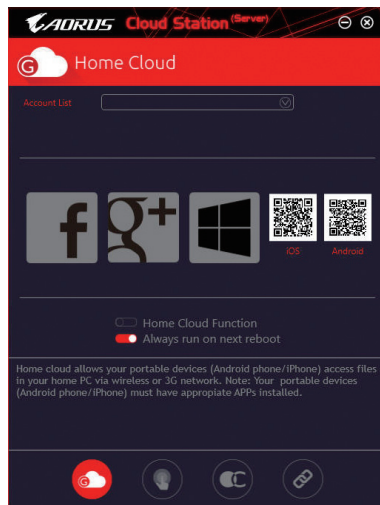 AORUS Cloud Station (Server)
G Home Cloud
Account List
f g+
iOS Android
Home Cloud Function
Always run on next reboot
Home cloud allows your portable devices (Android phone/iPhone) access files
in your home PC via wireless or 3G network. Note: Your portable devices
(Android phone/iPhone) must have appropiate APPs installed.
G